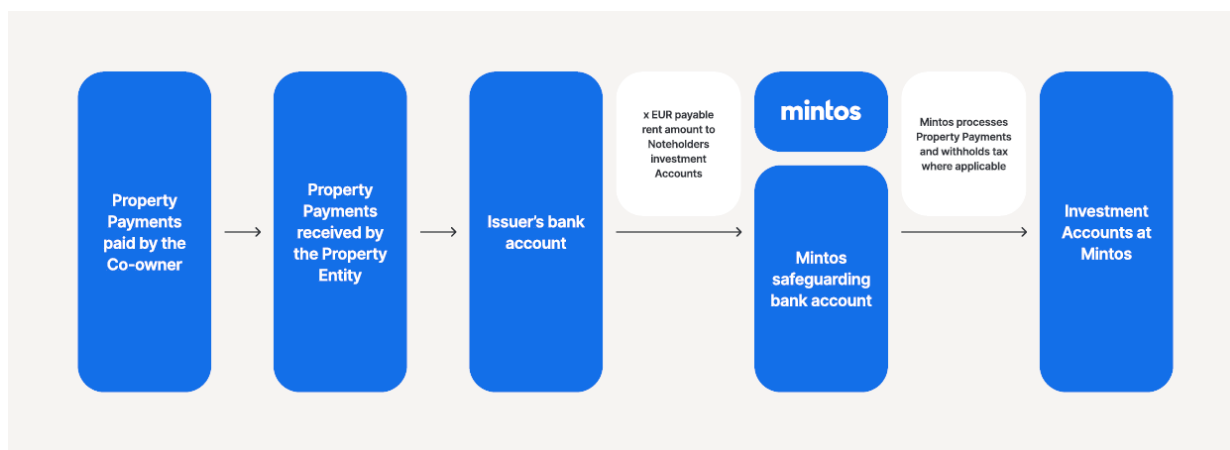 Property
Payments
paid by the
Co-owner
Property
Payments
received by
the Property
Entity
Issuer's bank
account
x EUR payable
rent amount to
Noteholders
investment
Accounts
mintos
Mintos
safeguarding
bank account
Mintos processes
Property Payments
and withholds tax
where applicable
Investment
Accounts at
Mintos